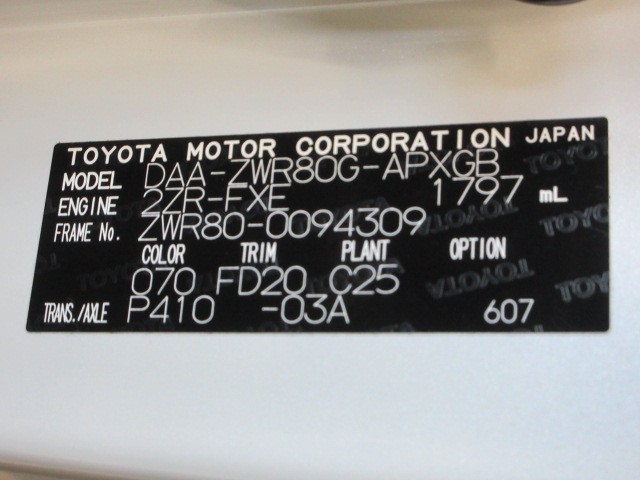 TOYOTA MOTOR CORPORATION JAPAN
MODEL DAA-ZWR80G-APXGB
ENGINE 2ZR-FXE 1797 mL
FRAME No. ZWR80-0094309
COLOR TRIM PLANT OPTION
070 FD20 C25
TRANS./AXLE P410 -03A 607